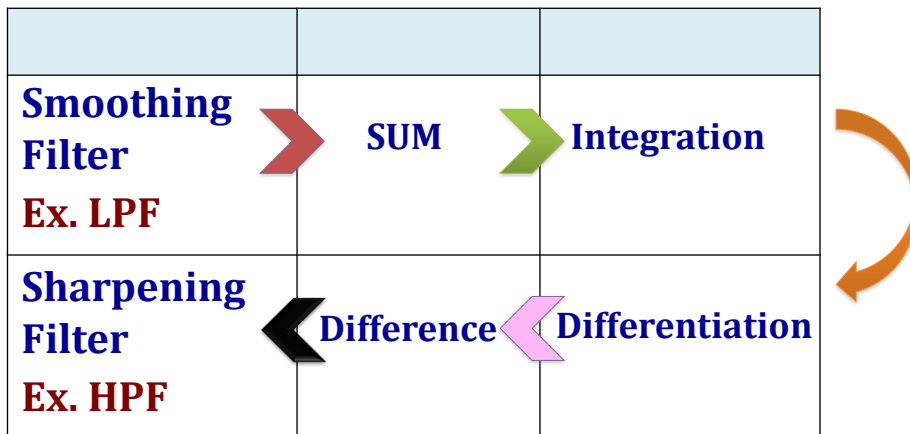 Smoothing
Filter
Ex. LPF
SUM
Integration
Sharpening
Filter
Ex. HPF
Difference
Differentiation